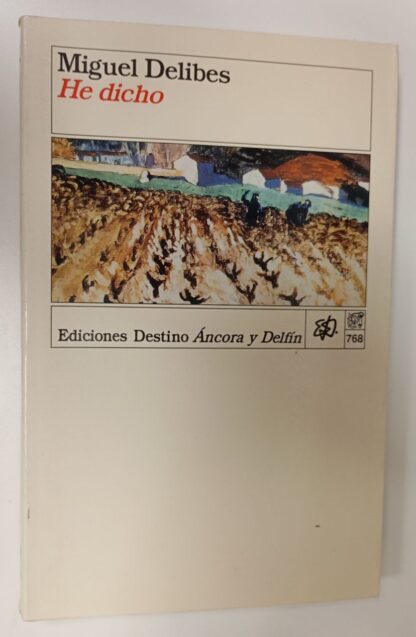 Miguel Delibes
He dicho
Ediciones Destino Áncora y Delfín
768